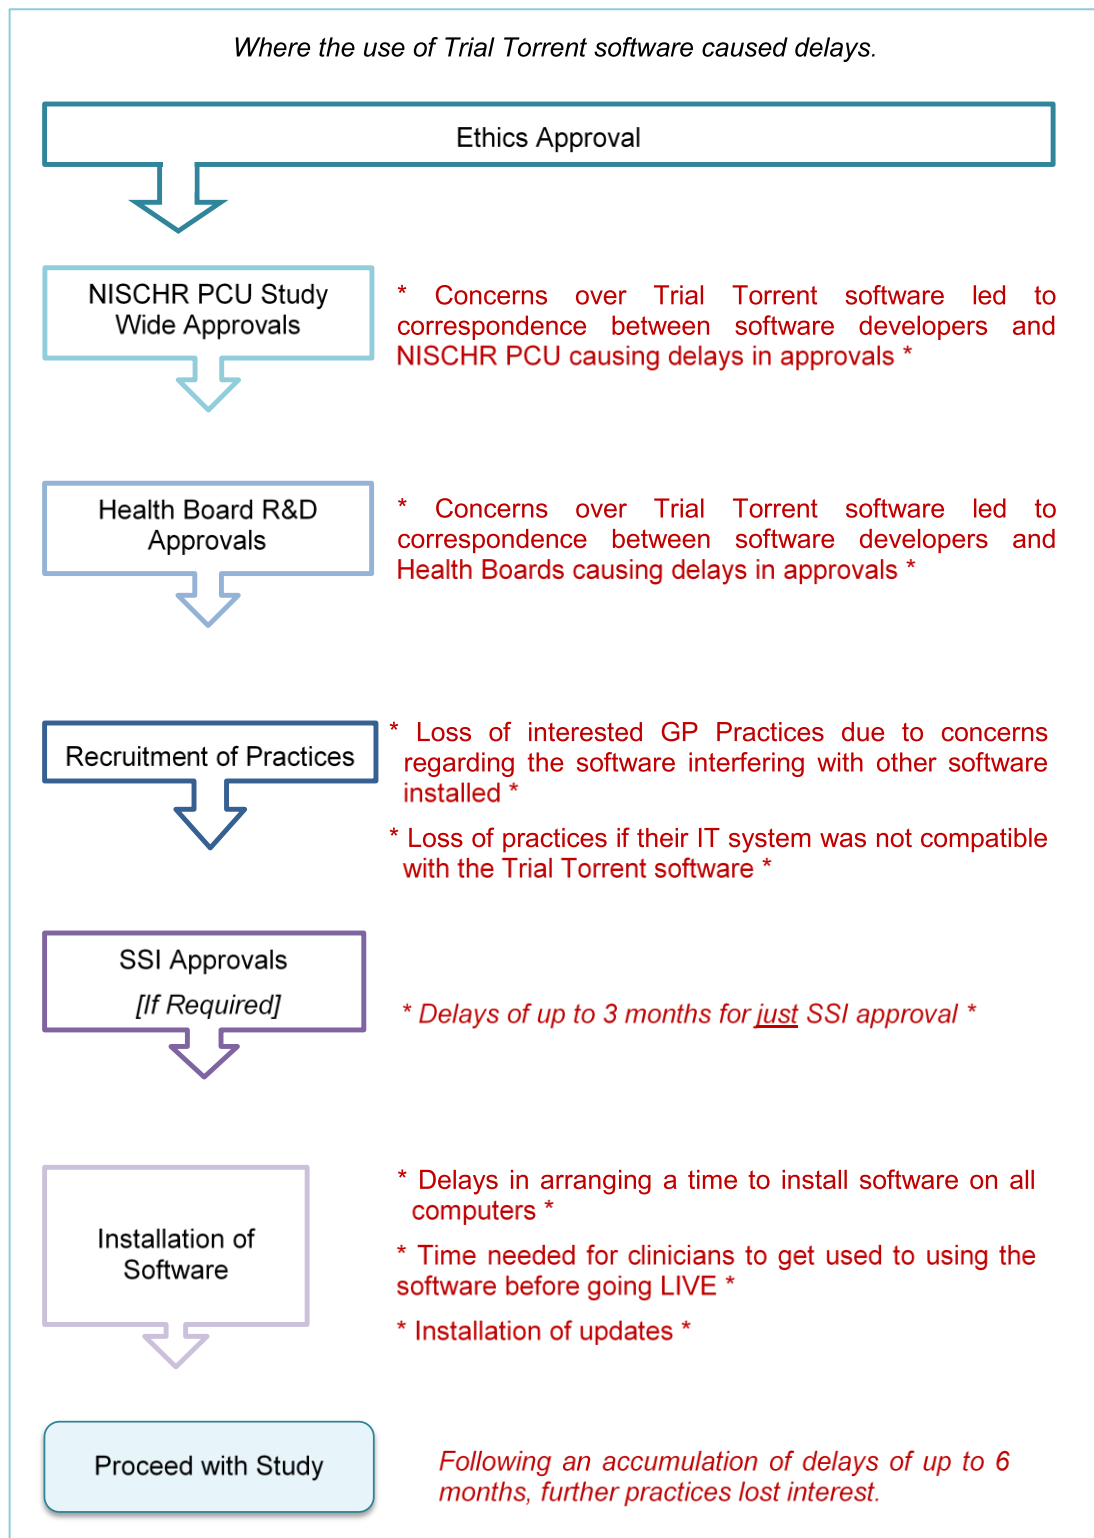 Where the use of Trial Torrent software caused delays.
Ethics Approval
NISCHR PCU Study
Wide Approvals
* Concerns over Trial Torrent software led to
correspondence between software developers and
NISCHR PCU causing delays in approvals *
Health Board R&D
Approvals
* Concerns over Trial Torrent software led to
correspondence between software developers and
Health Boards causing delays in approvals *
Recruitment of Practices
* Loss of interested GP Practices due to concerns
regarding the software interfering with other software
installed *
* Loss of practices if their IT system was not compatible
with the Trial Torrent software *
SSI Approvals
[If Required]
* Delays of up to 3 months for just SSI approval *
Installation of
Software
* Delays in arranging a time to install software on all
computers *
* Time needed for clinicians to get used to using the
software before going LIVE *
* Installation of updates *
Proceed with Study
Following an accumulation of delays of up to 6
months, further practices lost interest.